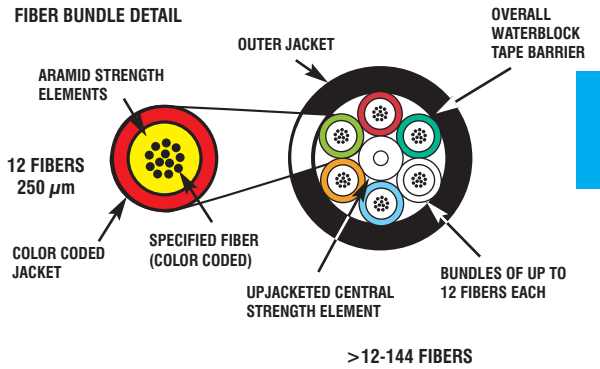 FIBER BUNDLE DETAIL
OVERALL
WATERBLOCK
TAPE BARRIER
OUTER JACKET
ARAMID STRENGTH
ELEMENTS
12 FIBERS
250 µm
COLOR CODED
JACKET
SPECIFIED FIBER
(COLOR CODED)
UPJACKETED CENTRAL
STRENGTH ELEMENT
BUNDLES OF UP TO
12 FIBERS EACH
>12-144 FIBERS